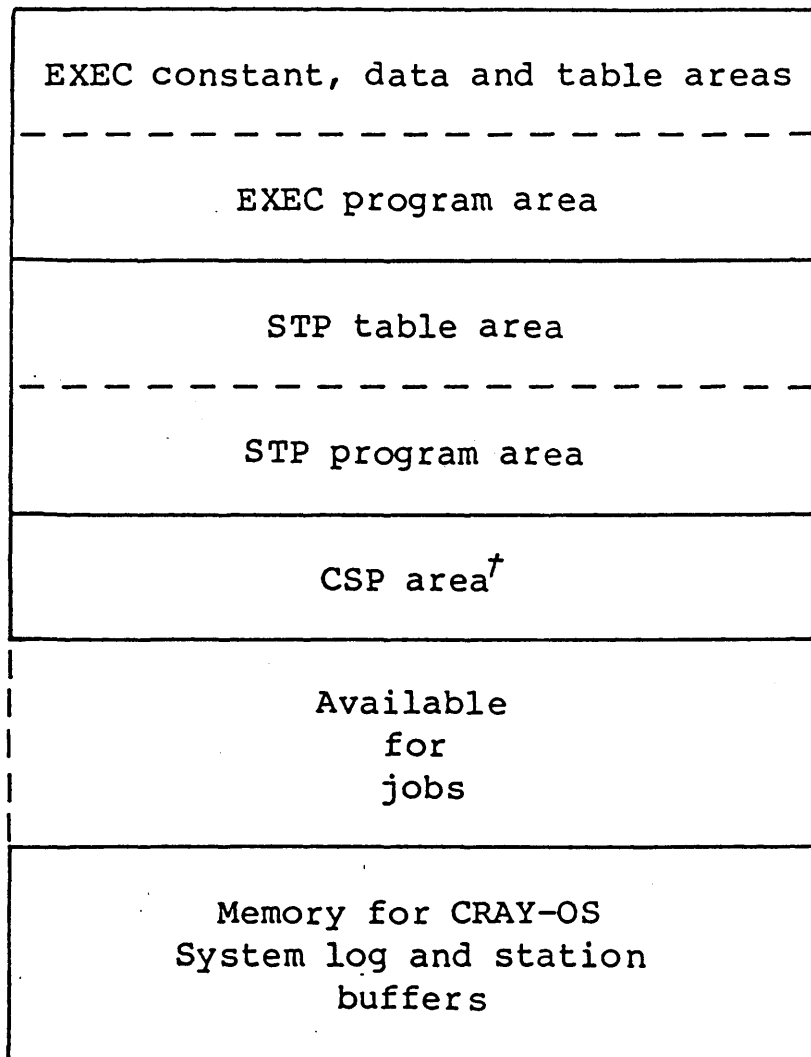 EXEC constant, data and table areas
EXEC program area
STP table area
STP program area
CSP area†
Available
for
jobs
Memory for CRAY-OS
System log and station
buffers